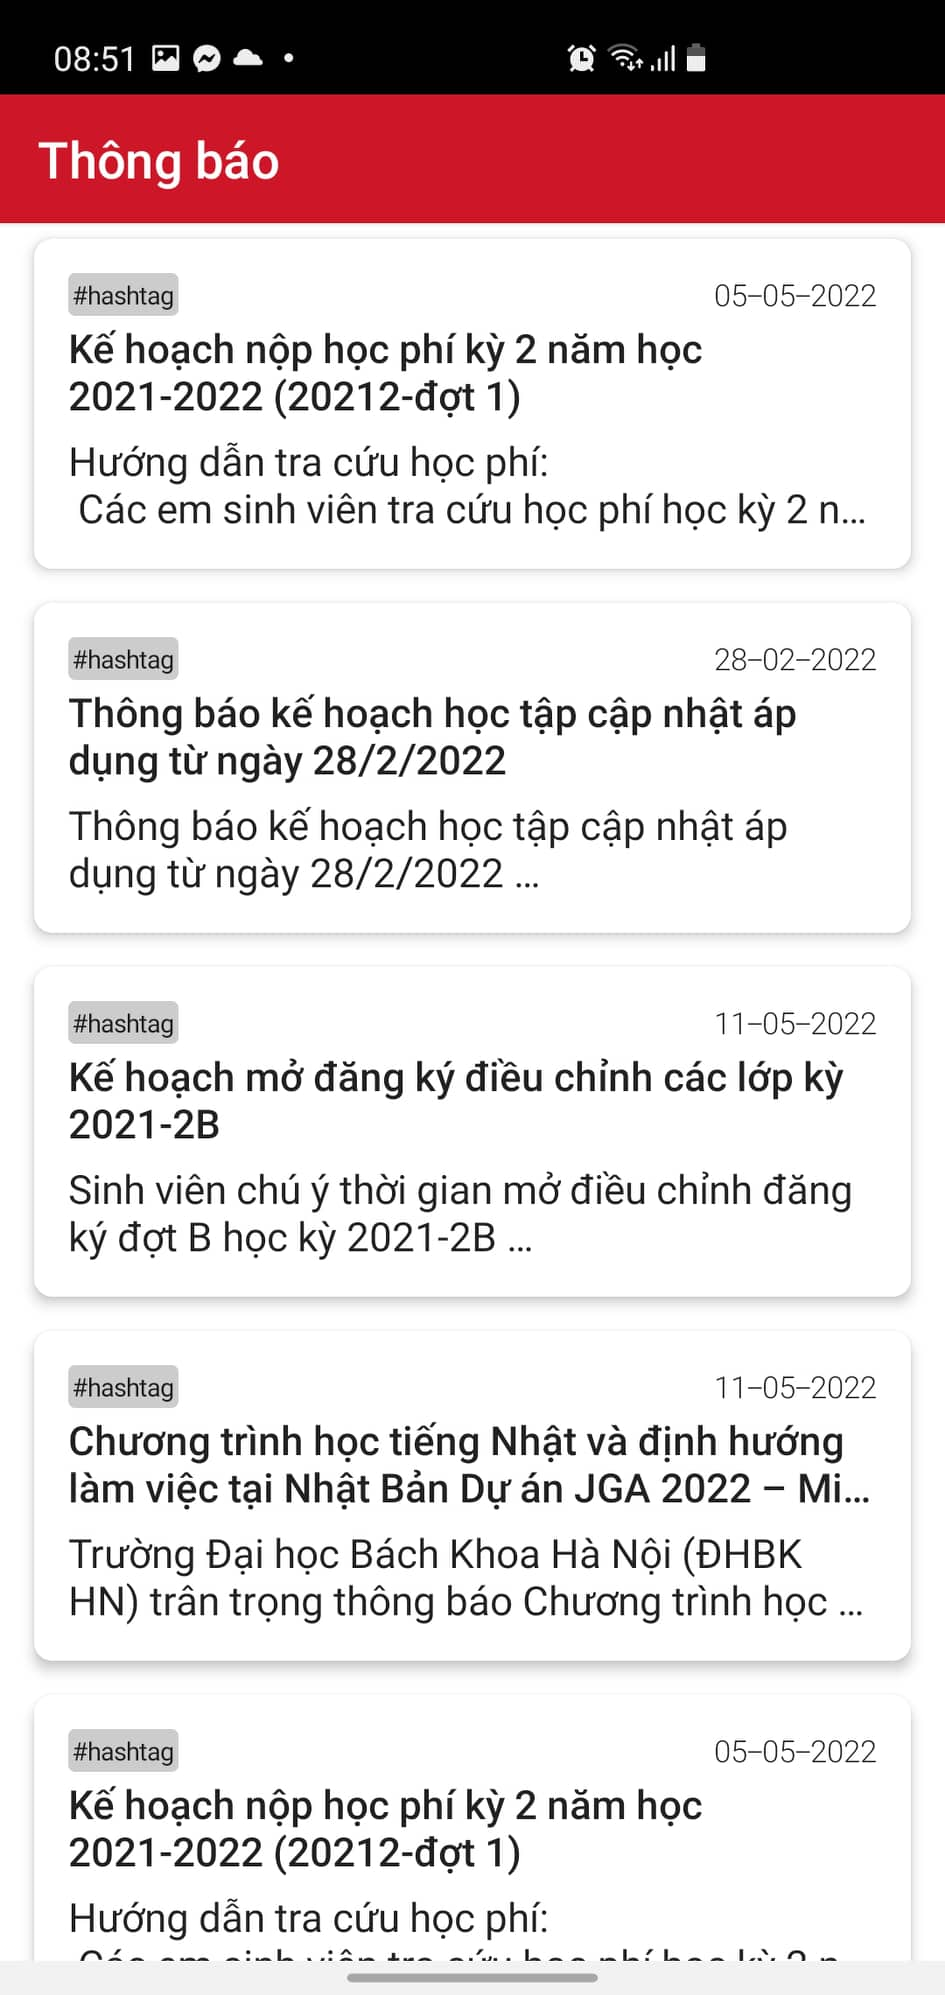 08:51
Thông báo
#hashtag
05-05-2022
Kế hoạch nộp học phí kỳ 2 năm học
2021-2022 (20212-đợt 1)
Hướng dẫn tra cứu học phí:
Các em sinh viên tra cứu học phí học kỳ 2 n...
#hashtag
28-02-2022
Thông báo kế hoạch học tập cập nhật áp
dụng từ ngày 28/2/2022
Thông báo kế hoạch học tập cập nhật áp
dụng từ ngày 28/2/2022 ...
#hashtag
11-05-2022
Kế hoạch mở đăng ký điều chỉnh các lớp kỳ
2021-2B
Sinh viên chú ý thời gian mở điều chỉnh đăng
ký đợt B học kỳ 2021-2B ...
#hashtag
11-05-2022
Chương trình học tiếng Nhật và định hướng
làm việc tại Nhật Bản Dự án JGA 2022 – Mi...
Trường Đại học Bách Khoa Hà Nội (ĐHBK
HN) trân trọng thông báo Chương trình học ...
#hashtag
05-05-2022
Kế hoạch nộp học phí kỳ 2 năm học
2021-2022 (20212-đợt 1)
Hướng dẫn tra cứu học phí: